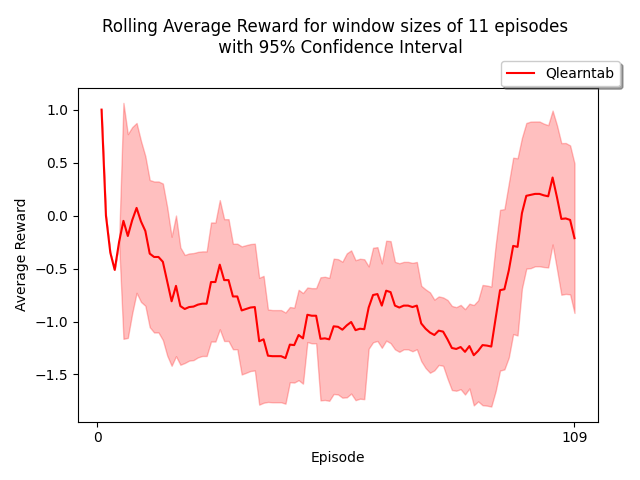 Rolling Average Reward for window sizes of 11 episodes
with 95% Confidence Interval
Qlearntab
1.0
0.5
0.0
−0.5
−1.0
−1.5
Average Reward
0
109
Episode